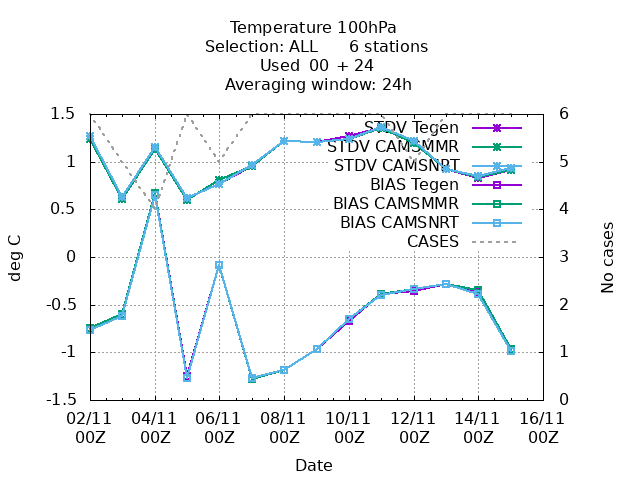 Temperature 100hPa
Selection: ALL 6 stations
Used 00 + 24
Averaging window: 24h
1.5 6
STDV Tegen
STDV CAMSMMR
1 5
STDV CAMSNRT
BIAS Tegen
BIAS CAMSMMR
0.5 4
BIAS CAMSNRT
CASES
0 3
deg C
No cases
-0.5 2
-1 1
-1.5 0
02/11 04/11 06/11 08/11 10/11 12/11 14/11 16/11
00Z 00Z 00Z 00Z 00Z 00Z 00Z 00Z
Date